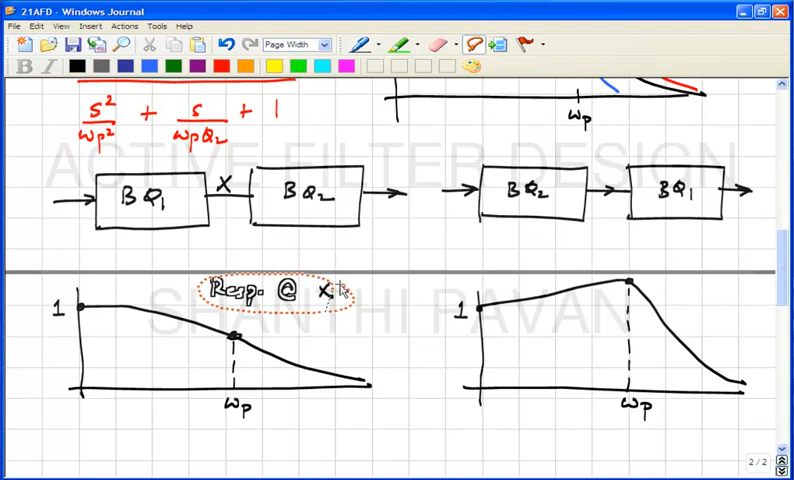 21AFD - Windows Journal
File Edit View Insert Actions Tools Help
Page Width
B I
s²/ωp² + s/ωpQ₂ + 1
ωp
ACTIVE FILTER DESIGN
BQ₁ X BQ₂ BQ₂ BQ₁
Resp. @ X
SHANTHI PAVAN
1 1
ωp ωp
2 / 2